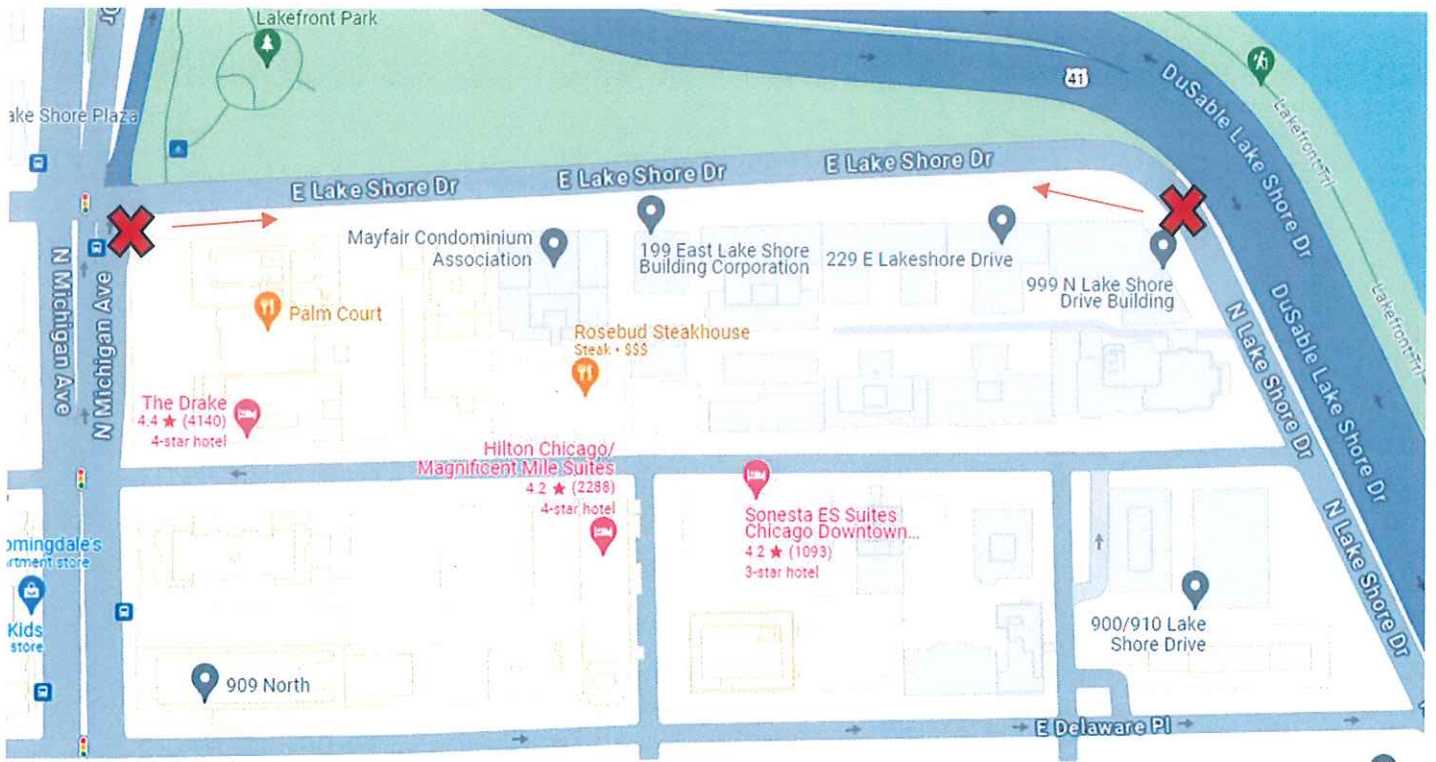 Lakefront Park
41
DuSable Lake Shore Dr
Lakefront Trl
ake Shore Plaza
E Lake Shore Dr
E Lake Shore Dr
E Lake Shore Dr
Mayfair Condominium
Association
199 East Lake Shore
Building Corporation
229 E Lakeshore Drive
999 N Lake Shore
Drive Building
N Michigan Ave
N Michigan Ave
Palm Court
Rosebud Steakhouse
Steak • $$$
DuSable Lake Shore Dr
N Lake Shore Dr
Lakefront Trl
The Drake
4.4 ★ (4140)
4-star hotel
Hilton Chicago/
Magnificent Mile Suites
4.2 ★ (2288)
4-star hotel
Sonesta ES Suites
Chicago Downtown...
4.2 ★ (1093)
3-star hotel
N Lake Shore Dr
omingdale's
rtment store
Kids
store
900/910 Lake
Shore Drive
909 North
E Delaware Pl